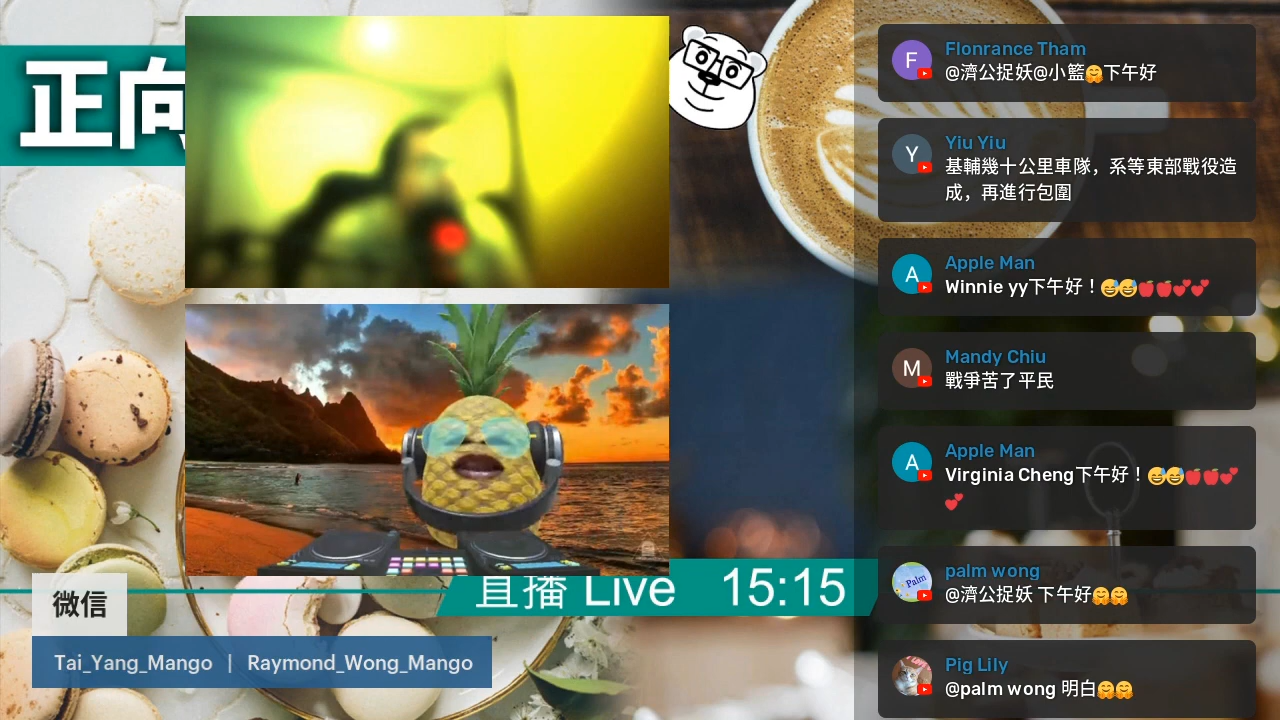 正向
Flonrance Tham
@濟公捉妖@小籃🤗下午好
Yiu Yiu
基輔幾十公里車隊，系等東部戰役造
成，再進行包圍
Apple Man
Winnie yy下午好！😅😅🍎🍎💕💕
Mandy Chiu
戰爭苦了平民
Apple Man
Virginia Cheng下午好！😅😅🍎🍎💕
💕
palm wong
@濟公捉妖 下午好🤗🤗
Pig Lily
@palm wong 明白🤗🤗
直播 Live 15:15
微信
Tai_Yang_Mango | Raymond_Wong_Mango